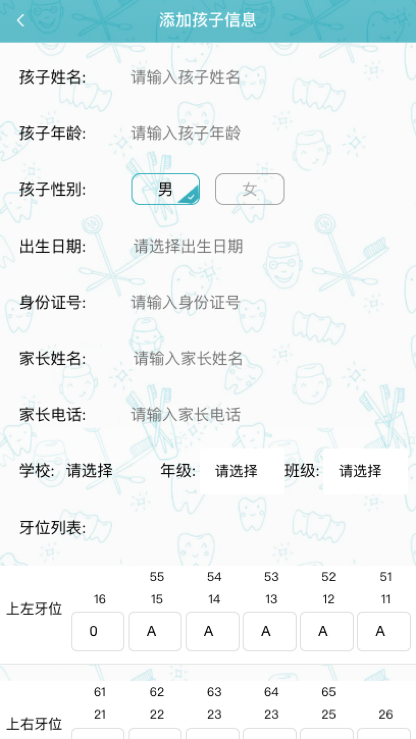 添加孩子信息
孩子姓名: 请输入孩子姓名
孩子年龄: 请输入孩子年龄
孩子性别: 男 女
出生日期: 请选择出生日期
身份证号: 请输入身份证号
家长姓名: 请输入家长姓名
家长电话: 请输入家长电话
学校: 请选择 年级: 请选择 班级: 请选择
牙位列表:
55 54 53 52 51
16 15 14 13 12 11
上左牙位 0 A A A A A
61 62 63 64 65
21 22 23 23 25 26
上右牙位